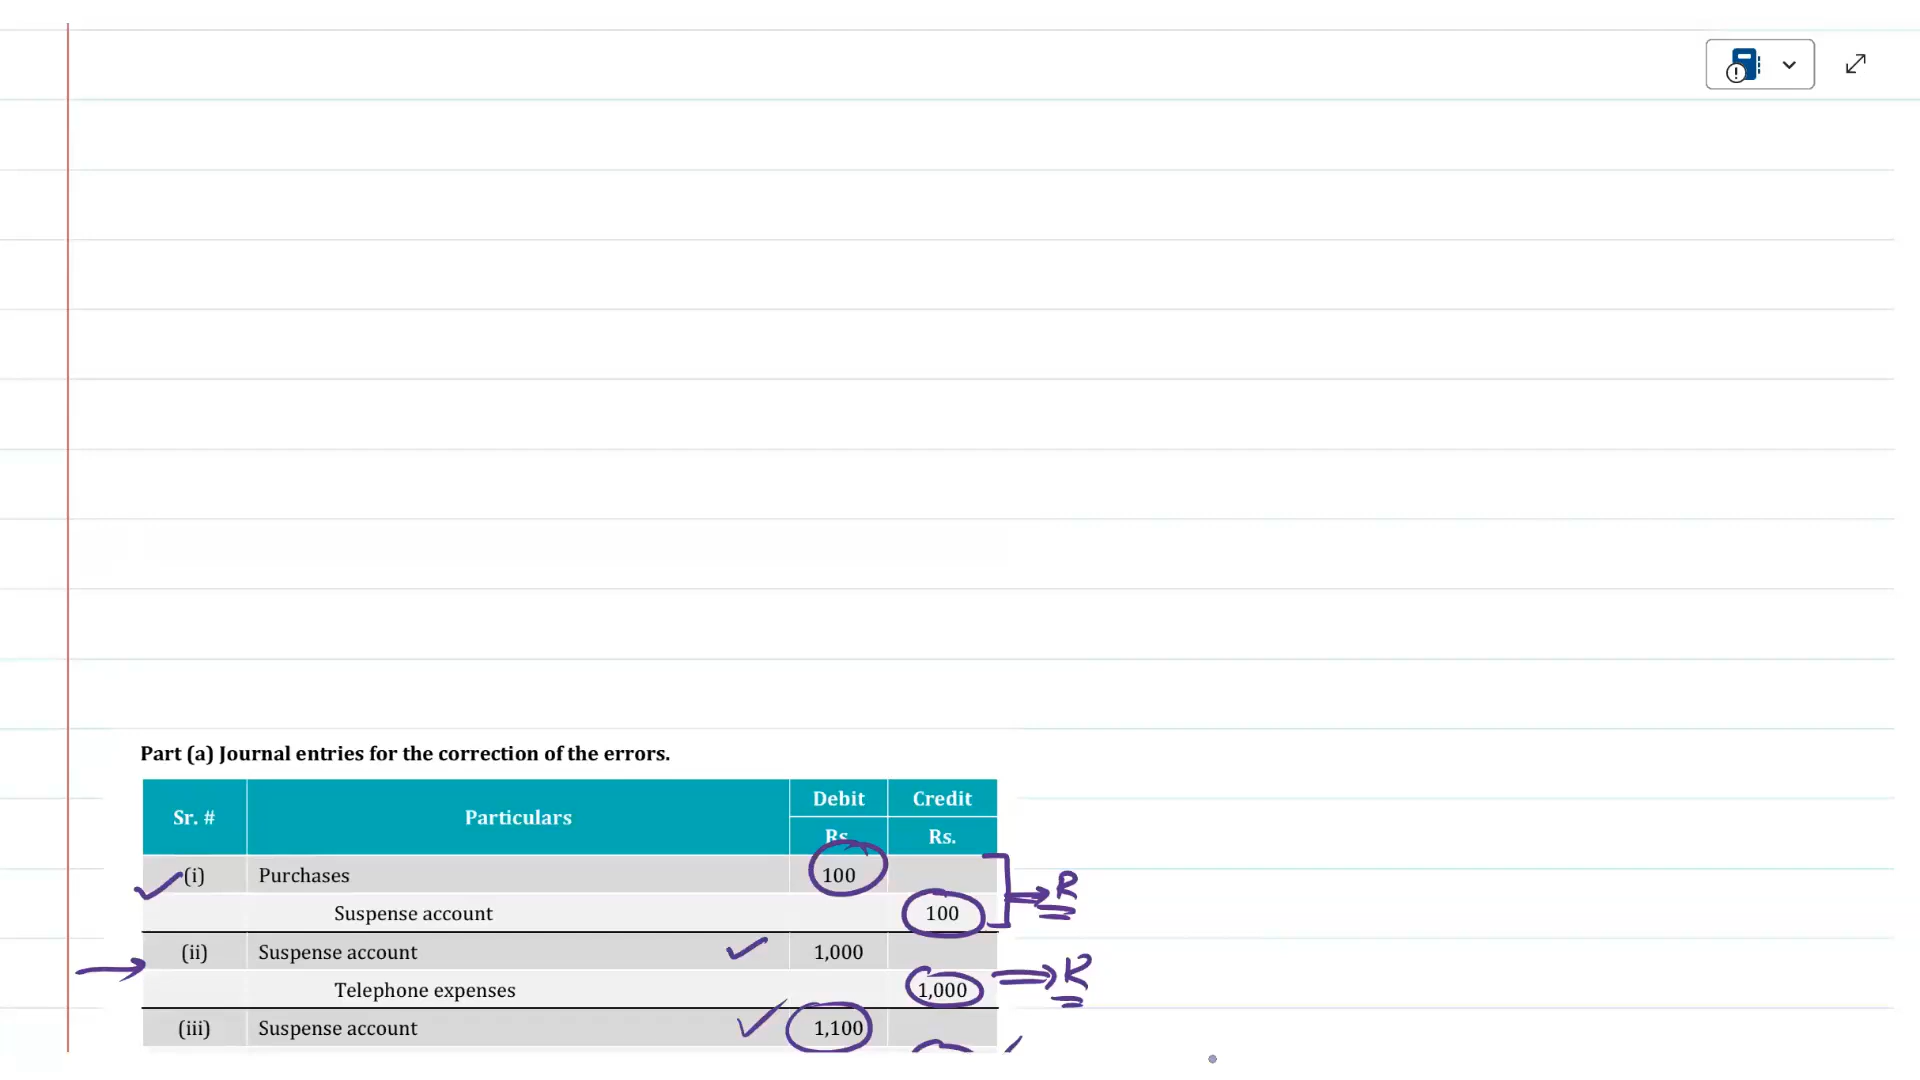 Part (a) Journal entries for the correction of the errors.
Sr. # Particulars Debit Credit
Rs. Rs.
(i) Purchases 100
Suspense account 100
R
(ii) Suspense account 1,000
Telephone expenses 1,000
R
(iii) Suspense account 1,100